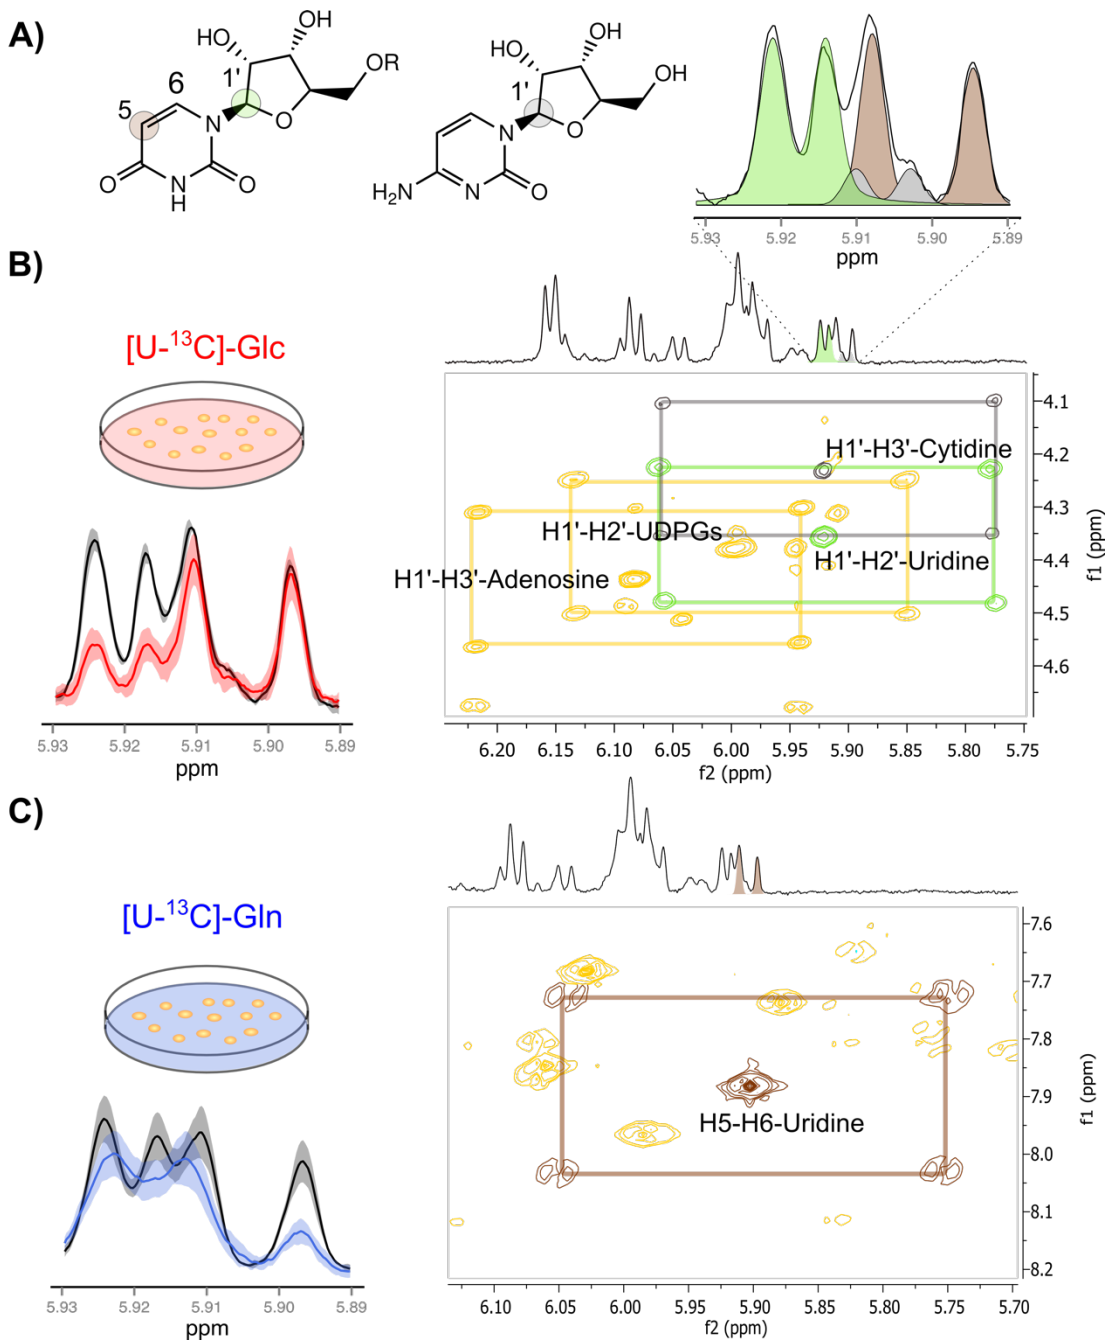 A)
OH
HO
OR
1'
6
5
N
O
O
N
H
O
OH
HO
OH
1'
N
O
H₂N
N
O
5.93 5.92 5.91 5.90 5.89
ppm
B)
[U-¹³C]-Glc
5.93 5.92 5.91 5.90 5.89
ppm
H1'-H3'-Cytidine
H1'-H2'-UDPGs
H1'-H2'-Uridine
H1'-H3'-Adenosine
4.1
4.2
4.3
4.4
4.5
4.6
f1 (ppm)
6.20 6.15 6.10 6.05 6.00 5.95 5.90 5.85 5.80 5.75
f2 (ppm)
C)
[U-¹³C]-Gln
5.93 5.92 5.91 5.90 5.89
ppm
H5-H6-Uridine
7.6
7.7
7.8
7.9
8.0
8.1
8.2
f1 (ppm)
6.10 6.05 6.00 5.95 5.90 5.85 5.80 5.75 5.70
f2 (ppm)